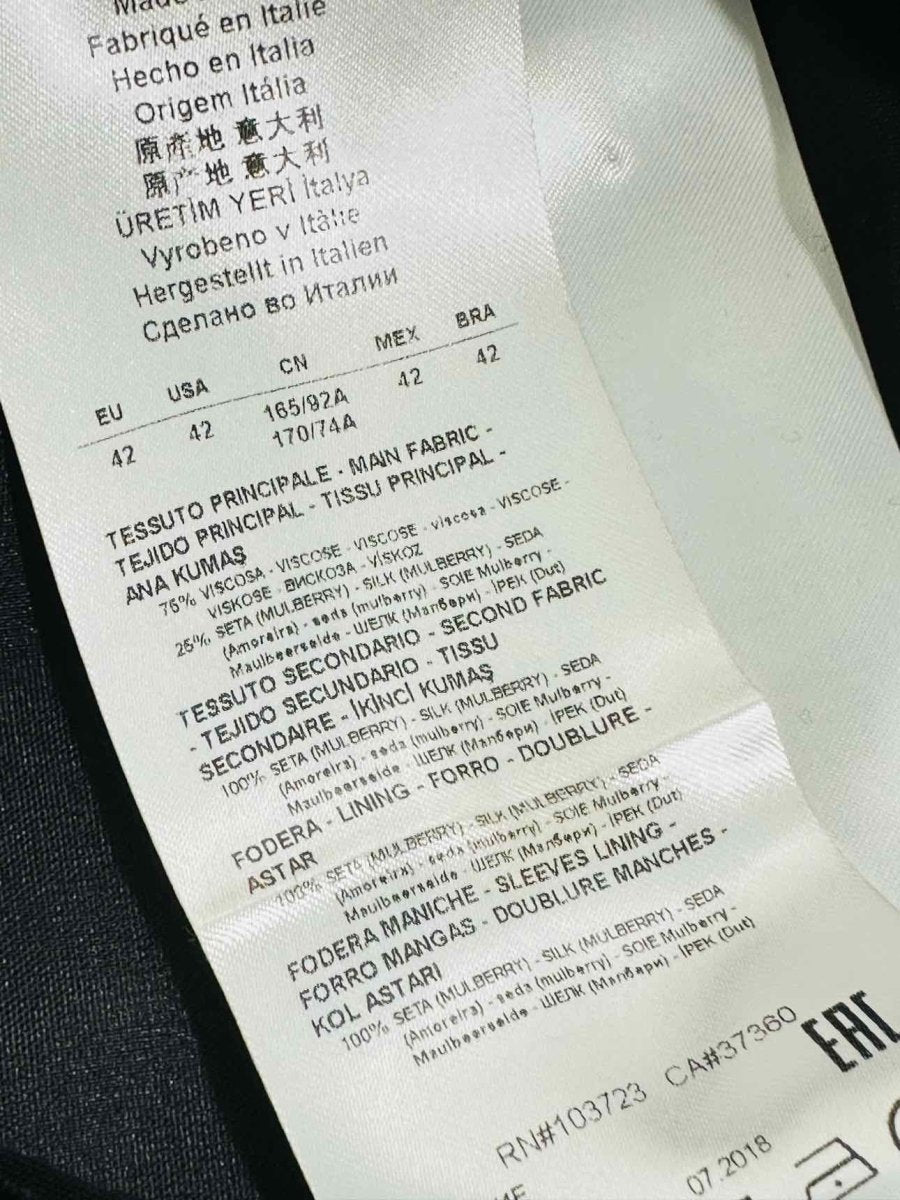 Fabriqué en Italie
Hecho en Italia
Origem Itália
原產地 意大利
原产地 意大利
ÜRETİM YERİ İtalya
Vyrobeno v Itàlie
Hergestellt in Italien
Сделано во Италии
EU USA CN MEX BRA
42 42 165/92A 42 42
170/74A
TESSUTO PRINCIPALE - MAIN FABRIC -
TEJIDO PRINCIPAL - TISSU PRINCIPAL -
ANA KUMAŞ
75% VISCOSA - VISCOSE - VISCOSE - viscosa - VISCOSE -
VISKOSE - ВИСКОЗА - VİSKOZ
25% SETA (MULBERRY) - SILK (MULBERRY) - SEDA
(Amoreira) - seda (mulberry) - SOIE Mulberry -
Maulbeerseide - ШЕЛК (Малбери) - İPEK (Dut)
TESSUTO SECONDARIO - SECOND FABRIC
- TEJIDO SECUNDARIO - TISSU
SECONDAIRE - İKİNCİ KUMAŞ
100% SETA (MULBERRY) - SILK (MULBERRY) - SEDA
(Amoreira) - seda (mulberry) - SOIE Mulberry -
Maulbeerseide - ШЕЛК (Малбери) - İPEK (Dut)
FODERA - LINING - FORRO - DOUBLURE -
ASTAR
100% SETA (MULBERRY) - SILK (MULBERRY) - SEDA
(Amoreira) - seda (mulberry) - SOIE Mulberry -
Maulbeerseide - ШЕЛК (Малбери) - İPEK (Dut)
FODERA MANICHE - SLEEVES LINING -
FORRO MANGAS - DOUBLURE MANCHES -
KOL ASTARI
100% SETA (MULBERRY) - SILK (MULBERRY) - SEDA
(Amoreira) - seda (mulberry) - SOIE Mulberry -
Maulbeerseide - ШЕЛК (Малбери) - İPEK (Dut)
RN#103723 CA#37360 EAC
07.2018